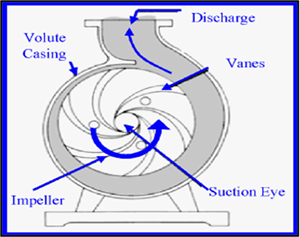 Discharge
Volute
Casing
Vanes
Impeller
Suction Eye